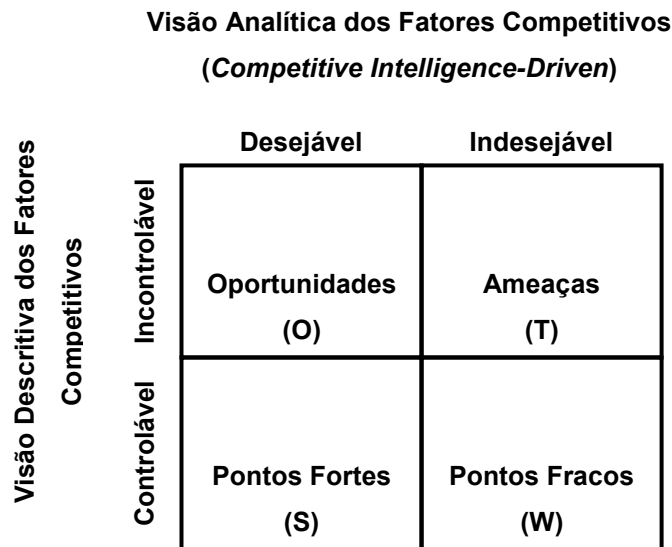 Visão Analítica dos Fatores Competitivos
(Competitive Intelligence-Driven)
Desejável
Indesejável
Visão Descritiva dos Fatores
Competitivos
Incontrolável
Oportunidades
(O)
Ameaças
(T)
Controlável
Pontos Fortes
(S)
Pontos Fracos
(W)